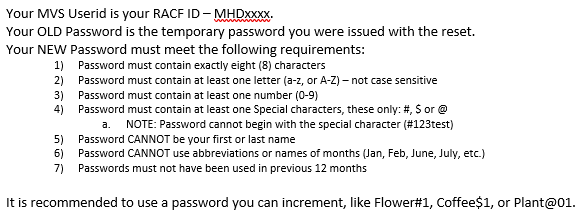 Your MVS Userid is your RACF ID – MHDxxxx.
Your OLD Password is the temporary password you were issued with the reset.
Your NEW Password must meet the following requirements:
1) Password must contain exactly eight (8) characters
2) Password must contain at least one letter (a-z, or A-Z) – not case sensitive
3) Password must contain at least one number (0-9)
4) Password must contain at least one Special characters, these only: #, $ or @
a. NOTE: Password cannot begin with the special character (#123test)
5) Password CANNOT be your first or last name
6) Password CANNOT use abbreviations or names of months (Jan, Feb, June, July, etc.)
7) Passwords must not have been used in previous 12 months
It is recommended to use a password you can increment, like Flower#1, Coffee$1, or Plant@01.